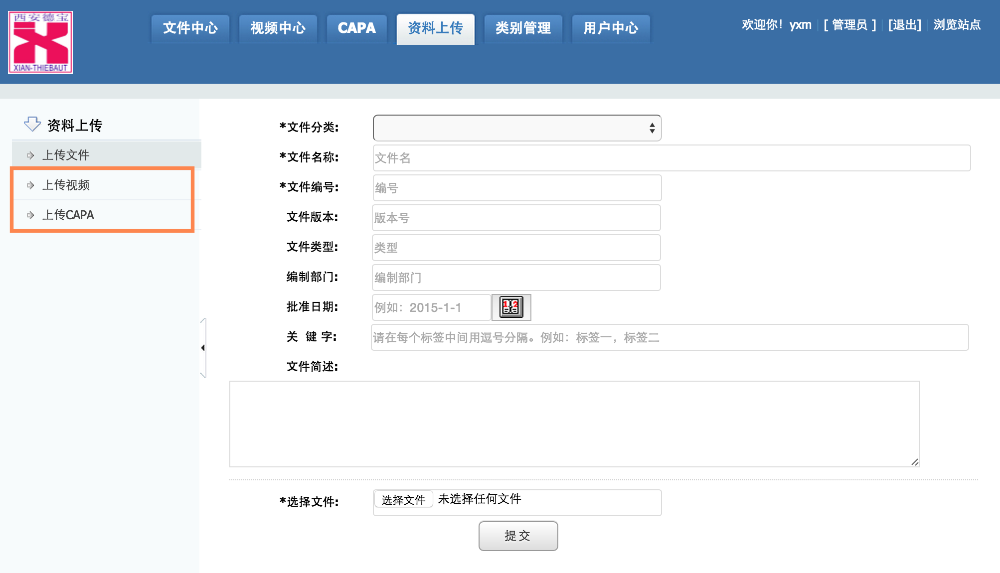 西安德宝
XIAN-THIEBAUT
文件中心 视频中心 CAPA 资料上传 类别管理 用户中心
欢迎你！yxm [ 管理员 ] [退出] 浏览站点
资料上传
上传文件
上传视频
上传CAPA
*文件分类:
*文件名称: 文件名
*文件编号: 编号
文件版本: 版本号
文件类型: 类型
编制部门: 编制部门
批准日期: 例如：2015-1-1 12
关 键 字: 请在每个标签中间用逗号分隔。例如：标签一，标签二
文件简述:
*选择文件: 选择文件 未选择任何文件
提 交